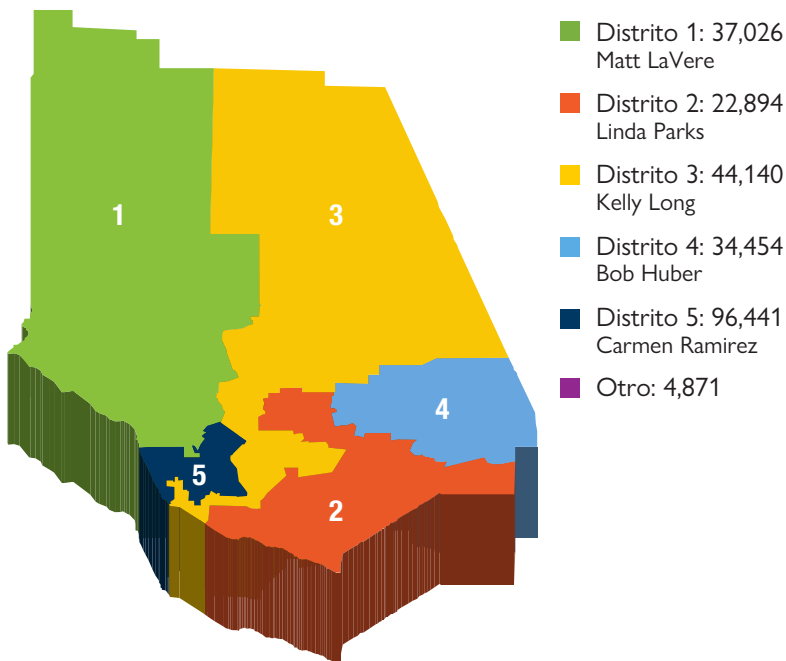 Distrito 1: 37,026
Matt LaVere
Distrito 2: 22,894
Linda Parks
Distrito 3: 44,140
Kelly Long
Distrito 4: 34,454
Bob Huber
Distrito 5: 96,441
Carmen Ramirez
Otro: 4,871
1
3
4
5
2